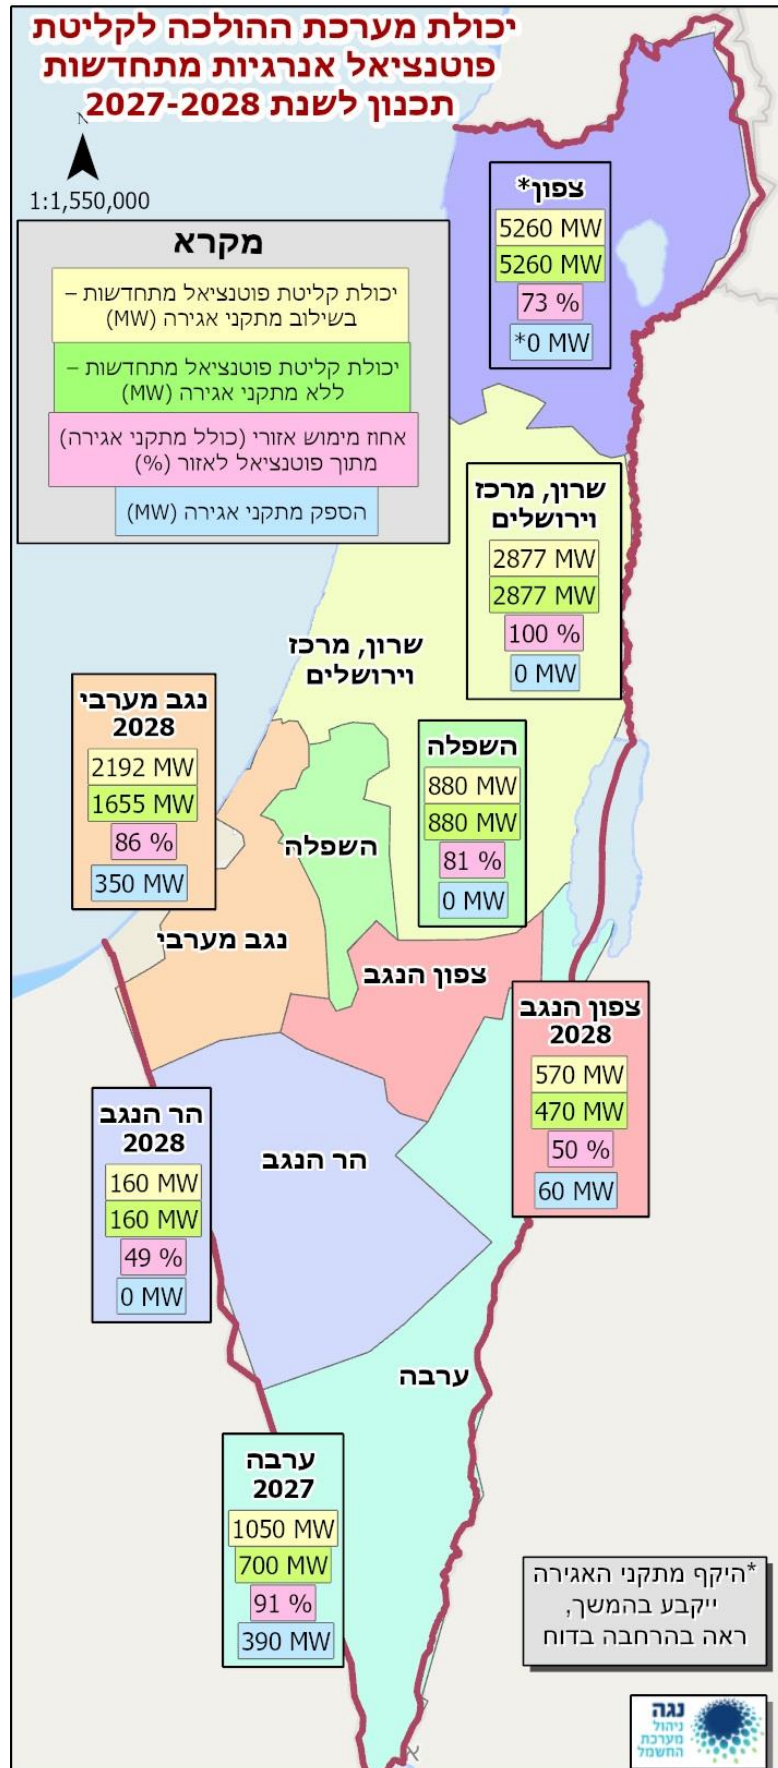 יכולת מערכת ההולכה לקליטת
פוטנציאל אנרגיות מתחדשות
תכנון לשנת 2027-2028
N
1:1,550,000
מקרא
יכולת קליטת פוטנציאל מתחדשות –
בשילוב מתקני אגירה (MW)
יכולת קליטת פוטנציאל מתחדשות –
ללא מתקני אגירה (MW)
אחוז מימוש אזורי (כולל מתקני אגירה)
מתוך פוטנציאל לאזור (%)
הספק מתקני אגירה (MW)
צפון*
5260 MW
5260 MW
73 %
*0 MW
שרון, מרכז
וירושלים
2877 MW
2877 MW
100 %
0 MW
שרון, מרכז
וירושלים
נגב מערבי
2028
2192 MW
1655 MW
86 %
350 MW
השפלה
880 MW
880 MW
81 %
0 MW
השפלה
נגב מערבי
צפון הנגב
צפון הנגב
2028
570 MW
470 MW
50 %
60 MW
הר הנגב
2028
160 MW
160 MW
49 %
0 MW
הר הנגב
ערבה
ערבה
2027
1050 MW
700 MW
91 %
390 MW
*היקף מתקני האגירה
ייקבע בהמשך,
ראה בהרחבה בדוח
נגה
ניהול
מערכת
החשמל
א